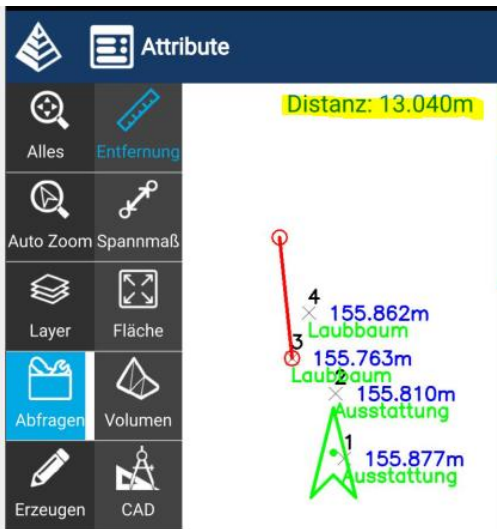 Attribute
Distanz: 13.040m
Alles
Entfernung
Auto Zoom
Spannmaß
Layer
Fläche
Abfragen
Volumen
Erzeugen
CAD
4
155.862m
Laubbaum
3
155.763m
Laubbaum
2
155.810m
Ausstattung
1
155.877m
Ausstattung